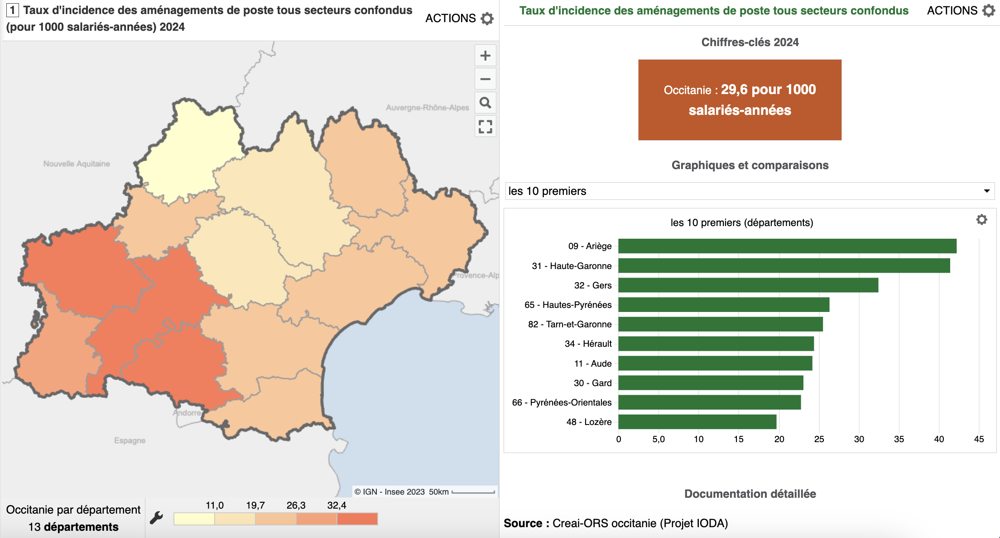 1 Taux d'incidence des aménagements de poste tous secteurs confondus
(pour 1000 salariés-années) 2024
ACTIONS
Auvergne-Rhône-Alpes
Nouvelle Aquitaine
Provence-Alp
Andorre
Espagne
© IGN - Insee 2023 50km
Occitanie par département
13 départements
11,0 19,7 26,3 32,4
Taux d'incidence des aménagements de poste tous secteurs confondus
ACTIONS
Chiffres-clés 2024
Occitanie : 29,6 pour 1000
salariés-années
Graphiques et comparaisons
les 10 premiers
les 10 premiers (départements)
09 - Ariège
31 - Haute-Garonne
32 - Gers
65 - Hautes-Pyrénées
82 - Tarn-et-Garonne
34 - Hérault
11 - Aude
30 - Gard
66 - Pyrénées-Orientales
48 - Lozère
0 5,0 10 15 20 25 30 35 40 45
Documentation détaillée
Source : Creai-ORS occitanie (Projet IODA)